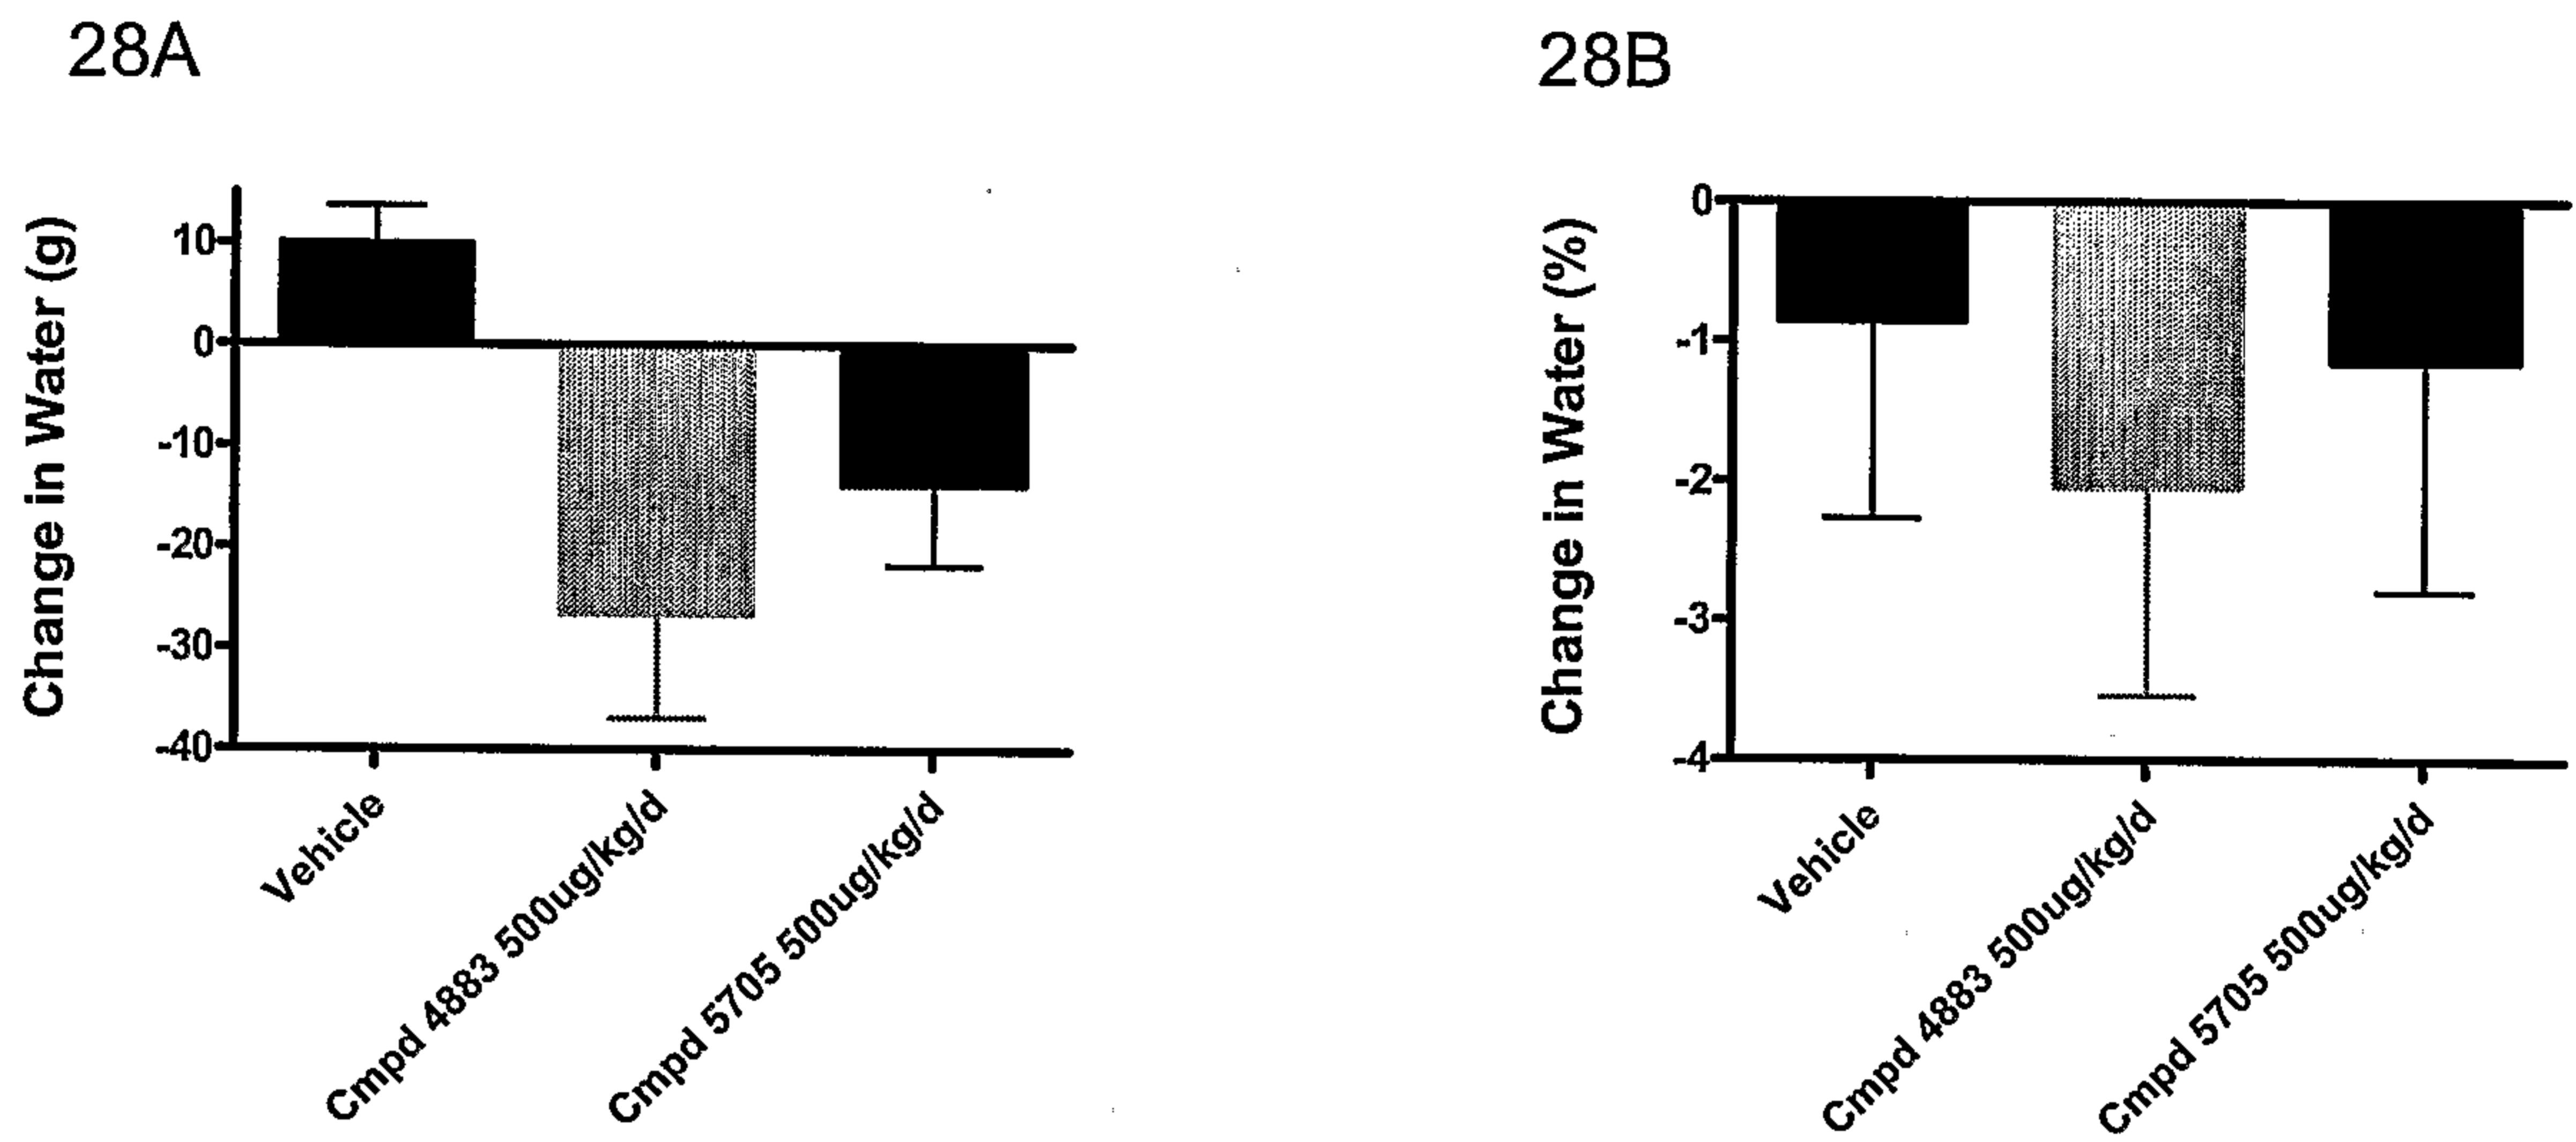 28A
Change in Water (g)
10
0
-10
-20
-30
-40
Vehicle
Cmpd 4883 500ug/kg/d
Cmpd 5705 500ug/kg/d
28B
Change in Water (%)
0
-1
-2
-3
-4
Vehicle
Cmpd 4883 500ug/kg/d
Cmpd 5705 500ug/kg/d